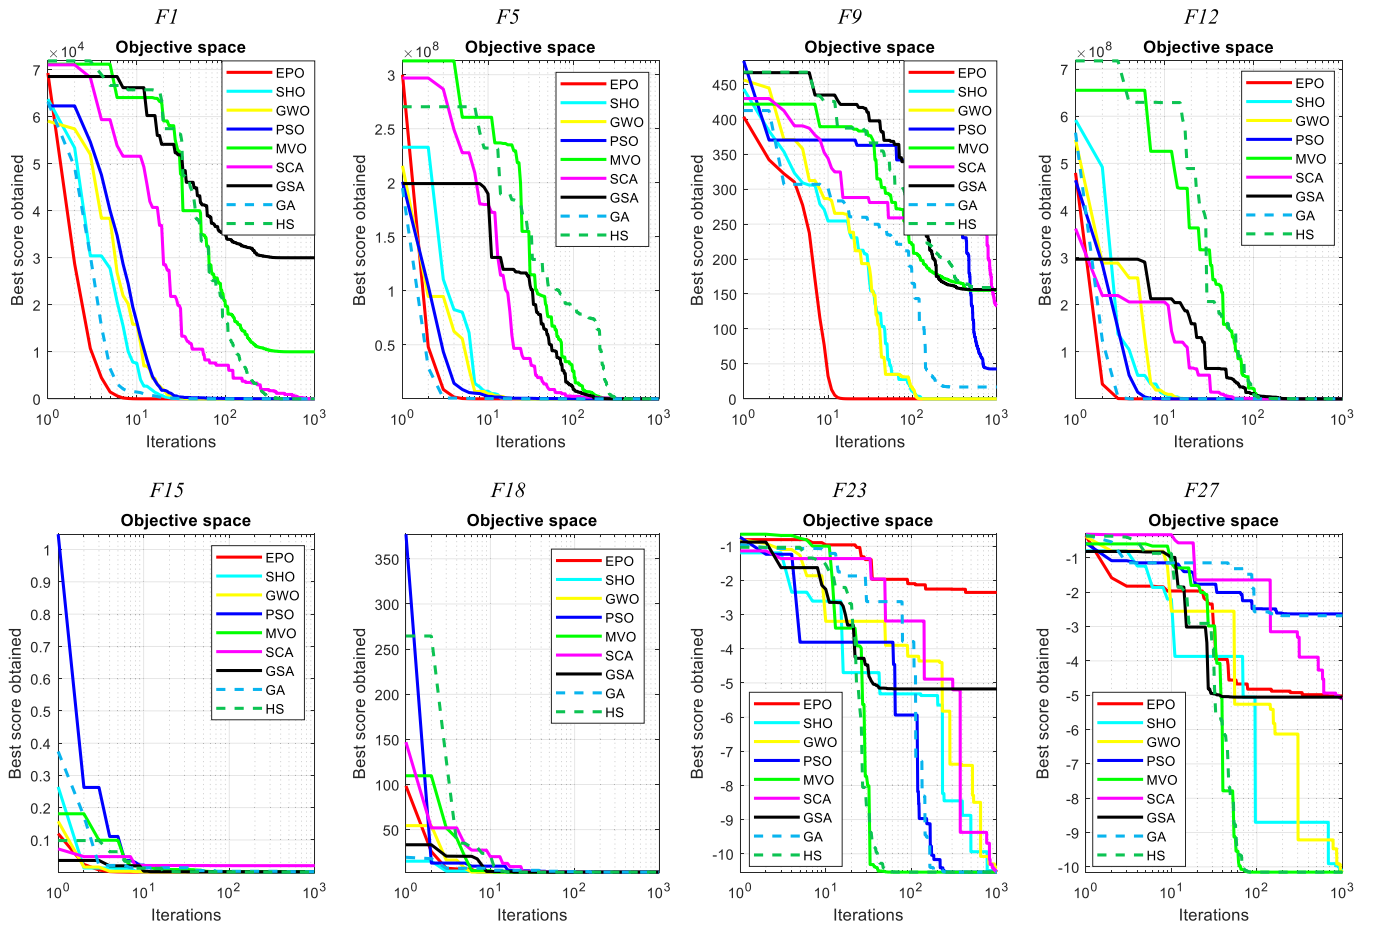 F1
Objective space
×10^4
7
6
5
4
3
2
1
0
Best score obtained
10^0
10^1
10^2
10^3
Iterations
EPO
SHO
GWO
PSO
MVO
SCA
GSA
GA
HS
F5
Objective space
×10^8
3
2.5
2
1.5
1
0.5
Best score obtained
10^0
10^1
10^2
10^3
Iterations
EPO
SHO
GWO
PSO
MVO
SCA
GSA
GA
HS
F9
Objective space
450
400
350
300
250
200
150
100
50
0
Best score obtained
10^0
10^1
10^2
10^3
Iterations
EPO
SHO
GWO
PSO
MVO
SCA
GSA
GA
HS
F12
Objective space
×10^8
7
6
5
4
3
2
1
Best score obtained
10^0
10^1
10^2
10^3
Iterations
EPO
SHO
GWO
PSO
MVO
SCA
GSA
GA
HS
F15
Objective space
1
0.9
0.8
0.7
0.6
0.5
0.4
0.3
0.2
0.1
Best score obtained
10^0
10^1
10^2
10^3
Iterations
EPO
SHO
GWO
PSO
MVO
SCA
GSA
GA
HS
F18
Objective space
350
300
250
200
150
100
50
Best score obtained
10^0
10^1
10^2
10^3
Iterations
EPO
SHO
GWO
PSO
MVO
SCA
GSA
GA
HS
F23
Objective space
-1
-2
-3
-4
-5
-6
-7
-8
-9
-10
Best score obtained
10^0
10^1
10^2
10^3
Iterations
EPO
SHO
GWO
PSO
MVO
SCA
GSA
GA
HS
F27
Objective space
-1
-2
-3
-4
-5
-6
-7
-8
-9
-10
Best score obtained
10^0
10^1
10^2
10^3
Iterations
EPO
SHO
GWO
PSO
MVO
SCA
GSA
GA
HS